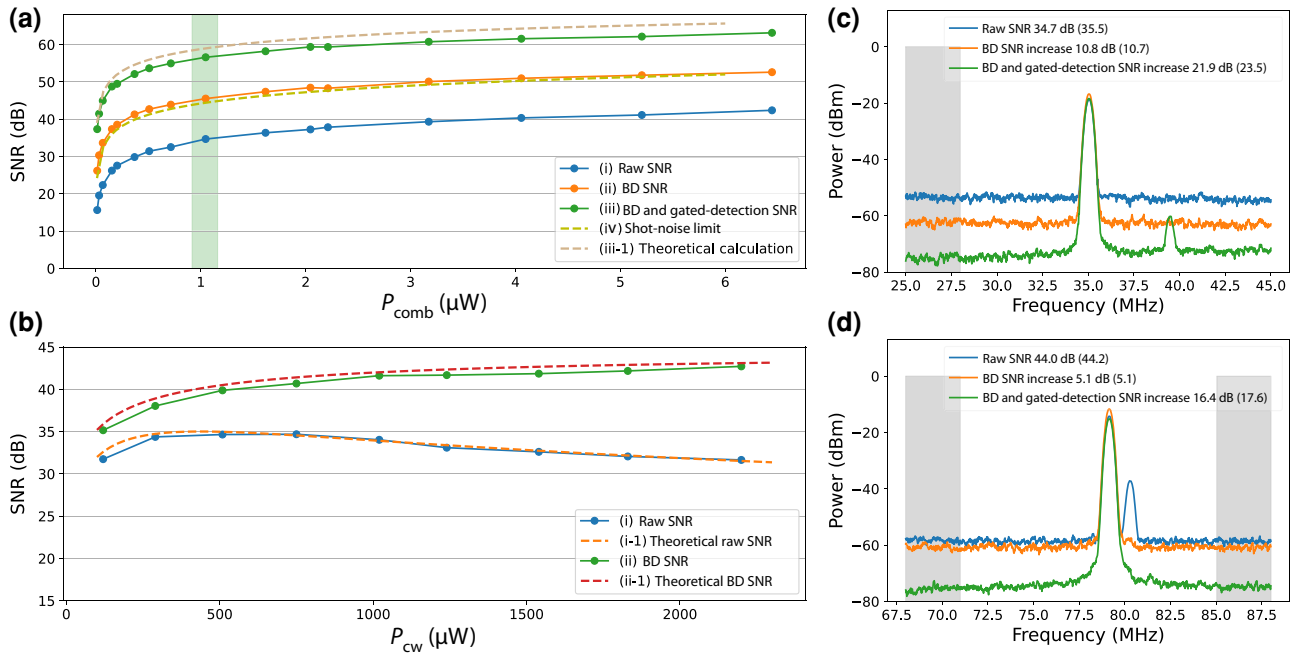 (a)
60
50
40
30
20
10
0
SNR (dB)
(i) Raw SNR
(ii) BD SNR
(iii) BD and gated-detection SNR
(iv) Shot-noise limit
(iii-1) Theoretical calculation
0 1 2 3 4 5 6
Pcomb (μW)
(b)
45
40
35
30
25
20
15
SNR (dB)
(i) Raw SNR
(i-1) Theoretical raw SNR
(ii) BD SNR
(ii-1) Theoretical BD SNR
0 500 1000 1500 2000
Pcw (μW)
(c)
Raw SNR 34.7 dB (35.5)
BD SNR increase 10.8 dB (10.7)
BD and gated-detection SNR increase 21.9 dB (23.5)
0
−20
−40
−60
−80
Power (dBm)
25.0 27.5 30.0 32.5 35.0 37.5 40.0 42.5 45.0
Frequency (MHz)
(d)
Raw SNR 44.0 dB (44.2)
BD SNR increase 5.1 dB (5.1)
BD and gated-detection SNR increase 16.4 dB (17.6)
0
−20
−40
−60
−80
Power (dBm)
67.5 70.0 72.5 75.0 77.5 80.0 82.5 85.0 87.5
Frequency (MHz)